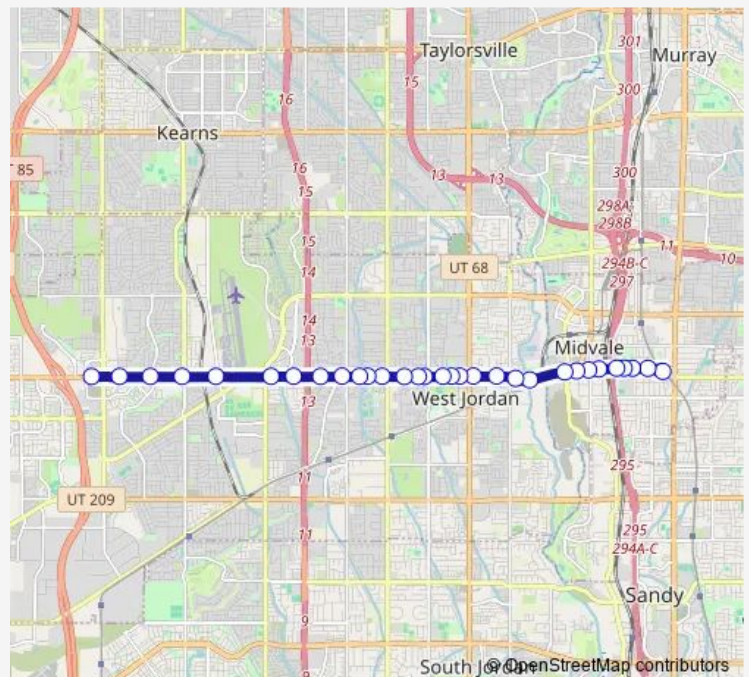 301
Taylorsville
Murray
15
300
16
Kearns
16
15
13
13
300
85
298A
298B
11
10
15
UT 68
294B-C
14
297
14
13
Midvale
13
West Jordan
295
11
UT 209
11
295
294A-C
Sandy
9
South Jordan
9
© OpenStreetMap contributors